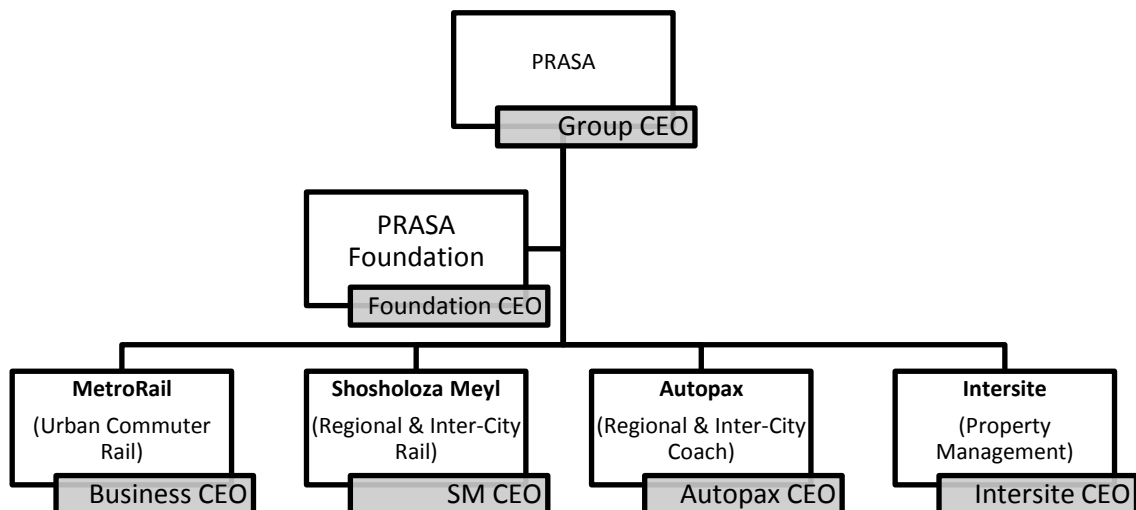 PRASA
Group CEO
PRASA
Foundation
Foundation CEO
MetroRail
(Urban Commuter
Rail)
Business CEO
Shosholoza Meyl
(Regional & Inter-City
Rail)
SM CEO
Autopax
(Regional & Inter-City
Coach)
Autopax CEO
Intersite
(Property
Management)
Intersite CEO